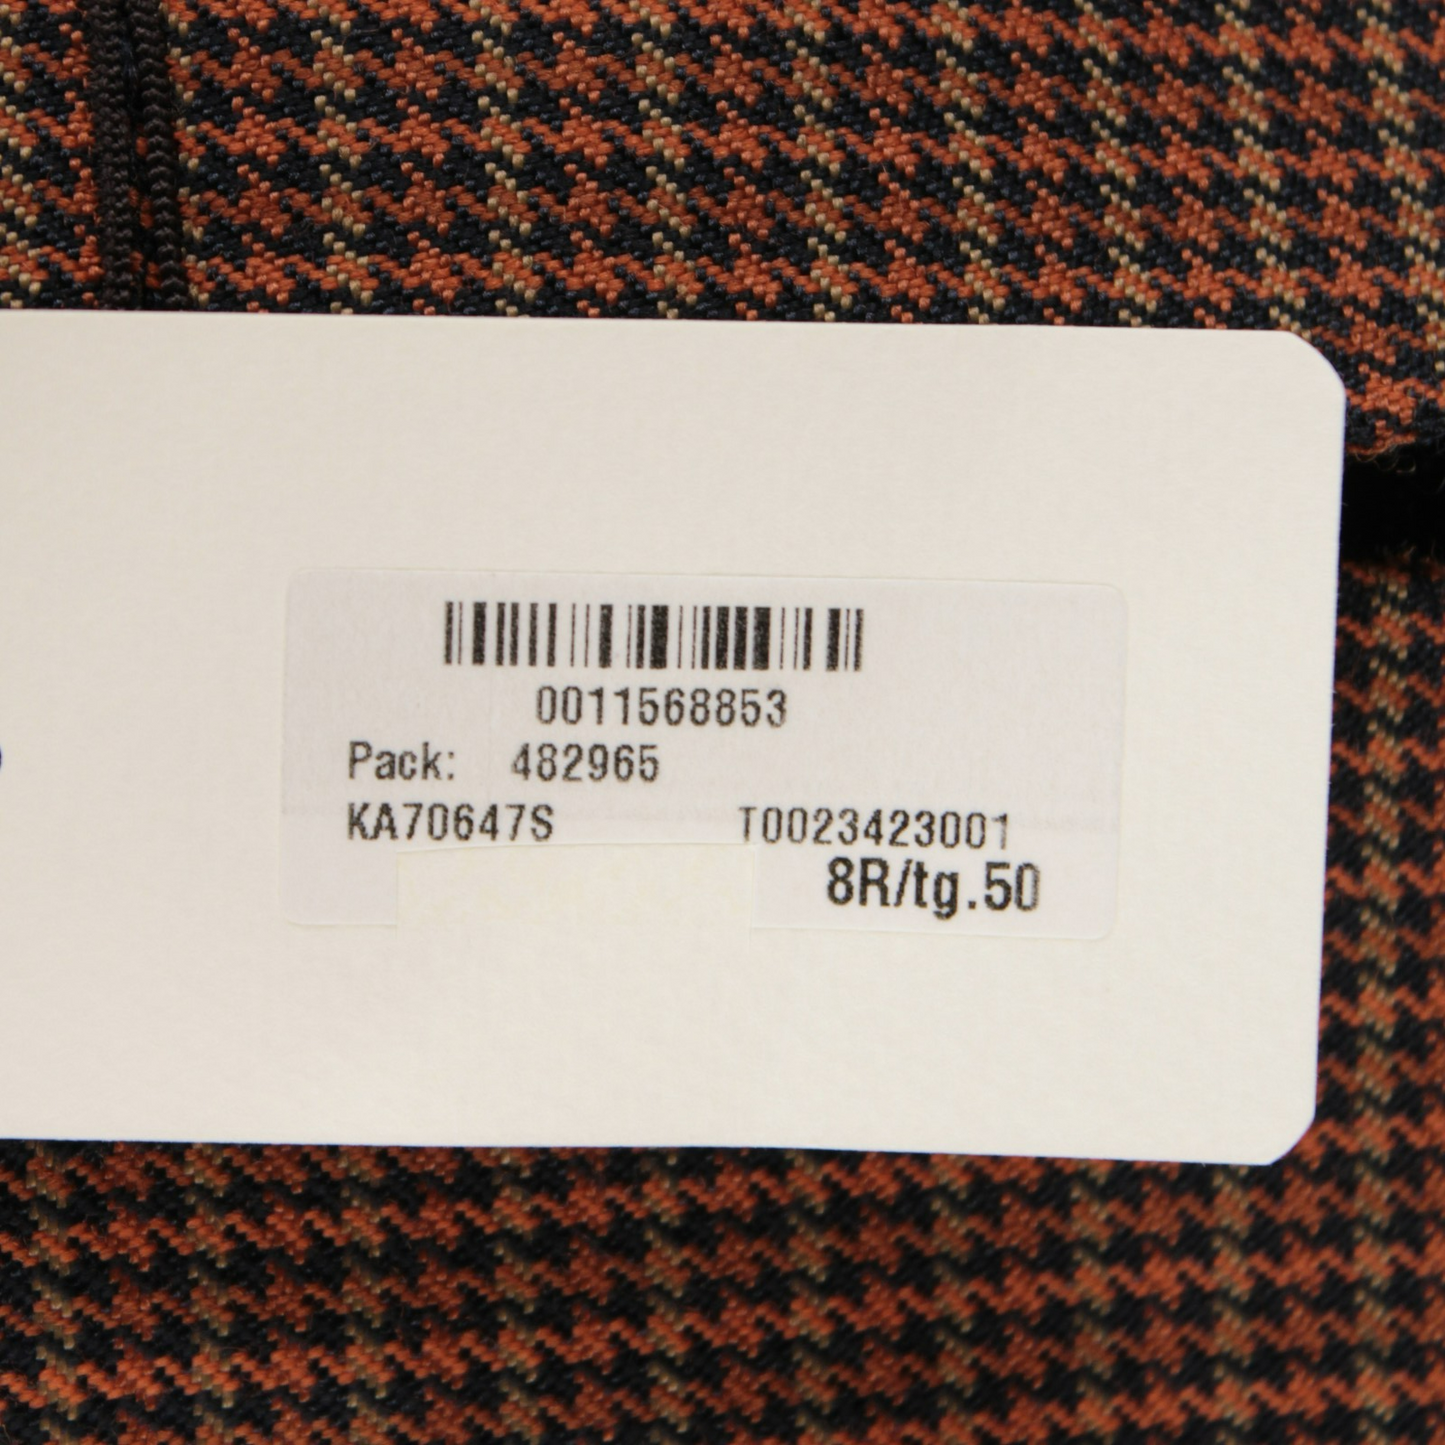 0011568853
Pack: 482965
KA70647S T0023423001
8R/tg.50